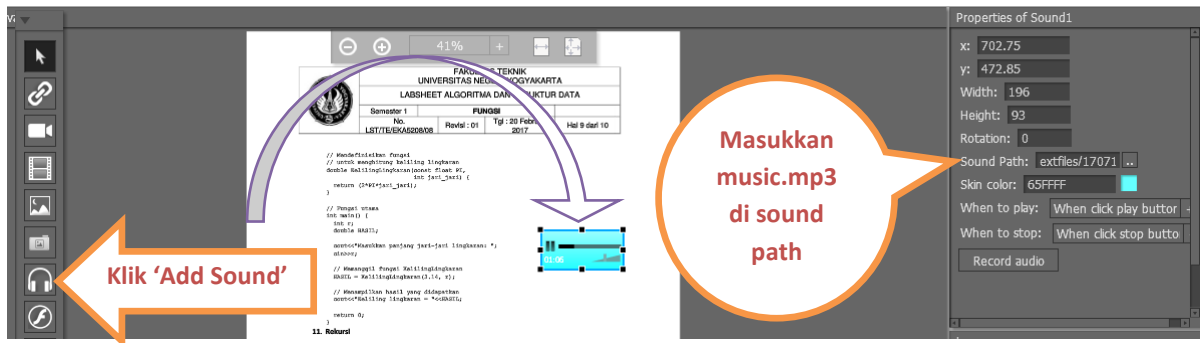 Properties of Sound1
x: 702.75
y: 472.85
Width: 196
Height: 93
Rotation: 0
Sound Path: extfiles/17071 ..
Skin color: 65FFFF
When to play: When click play buttor
When to stop: When click stop butto
Record audio
41% +
TEKNIK
UNIVERSITAS YOGYAKARTA
LABSHEET ALGORITMA DATA
Semester 1 FUNGSI
No.
LST/TE/EKA5208/08
Revisi : 01
Tgl : 20
2017
Hal 9 dari 10
// Mendefinisikan fungsi
// untuk menghitung keliling lingkaran
double KelilingLingkaran(const float PI,
int jari_jari) {
return (2*PI*jari_jari);
}
// Fungsi utama
int main() {
int r;
double HASIL;
cout<<"Masukkan panjang jari-jari lingkaran: ";
cin>>r;
// Memanggil fungsi KelilingLingkaran
HASIL = KelilingLingkaran(3.14, r);
// Menampilkan hasil yang didapatkan
cout<<"Keliling lingkaran = "<<HASIL;
return 0;
}
11. Rekursi
01:05
Klik ‘Add Sound’
Masukkan
music.mp3
di sound
path